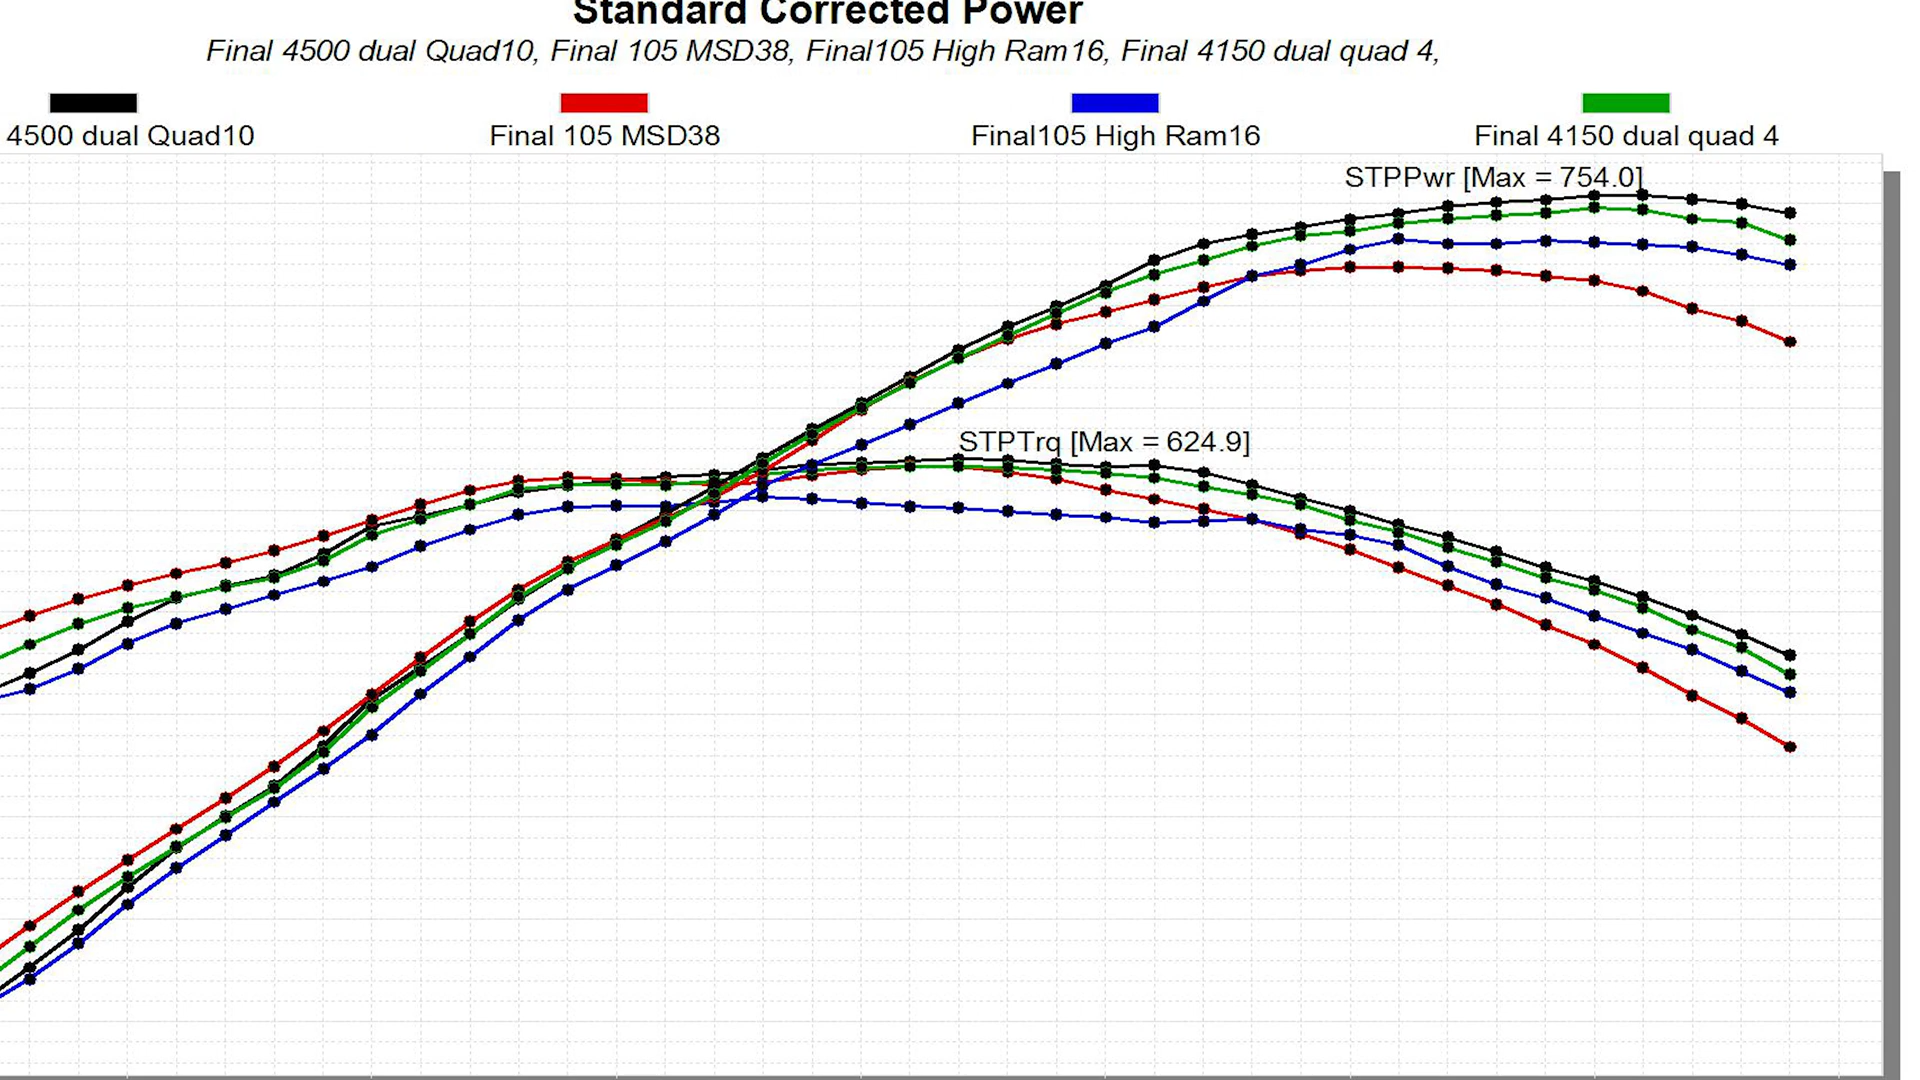 Standard Corrected Power
Final 4500 dual Quad10, Final 105 MSD38, Final105 High Ram16, Final 4150 dual quad 4,
4500 dual Quad10 Final 105 MSD38 Final105 High Ram16 Final 4150 dual quad 4
STPPwr [Max = 754.0]
STPTrq [Max = 624.9]